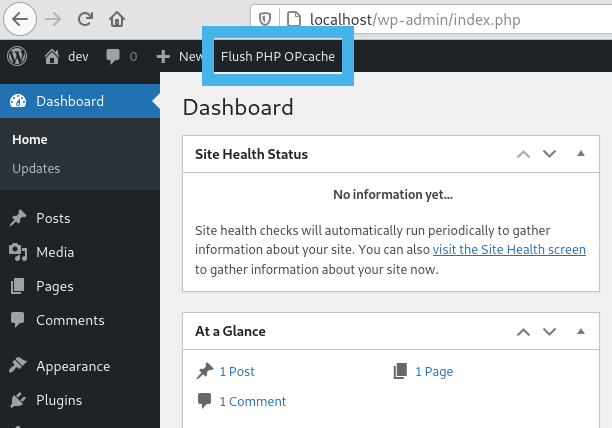 localhost/wp-admin/index.php
dev 0 New Flush PHP OPcache
Dashboard
Home
Updates
Posts
Media
Pages
Comments
Appearance
Plugins
Dashboard
Site Health Status
No information yet...
Site health checks will automatically run periodically to gather
information about your site. You can also visit the Site Health screen
to gather information about your site now.
At a Glance
1 Post 1 Page
1 Comment